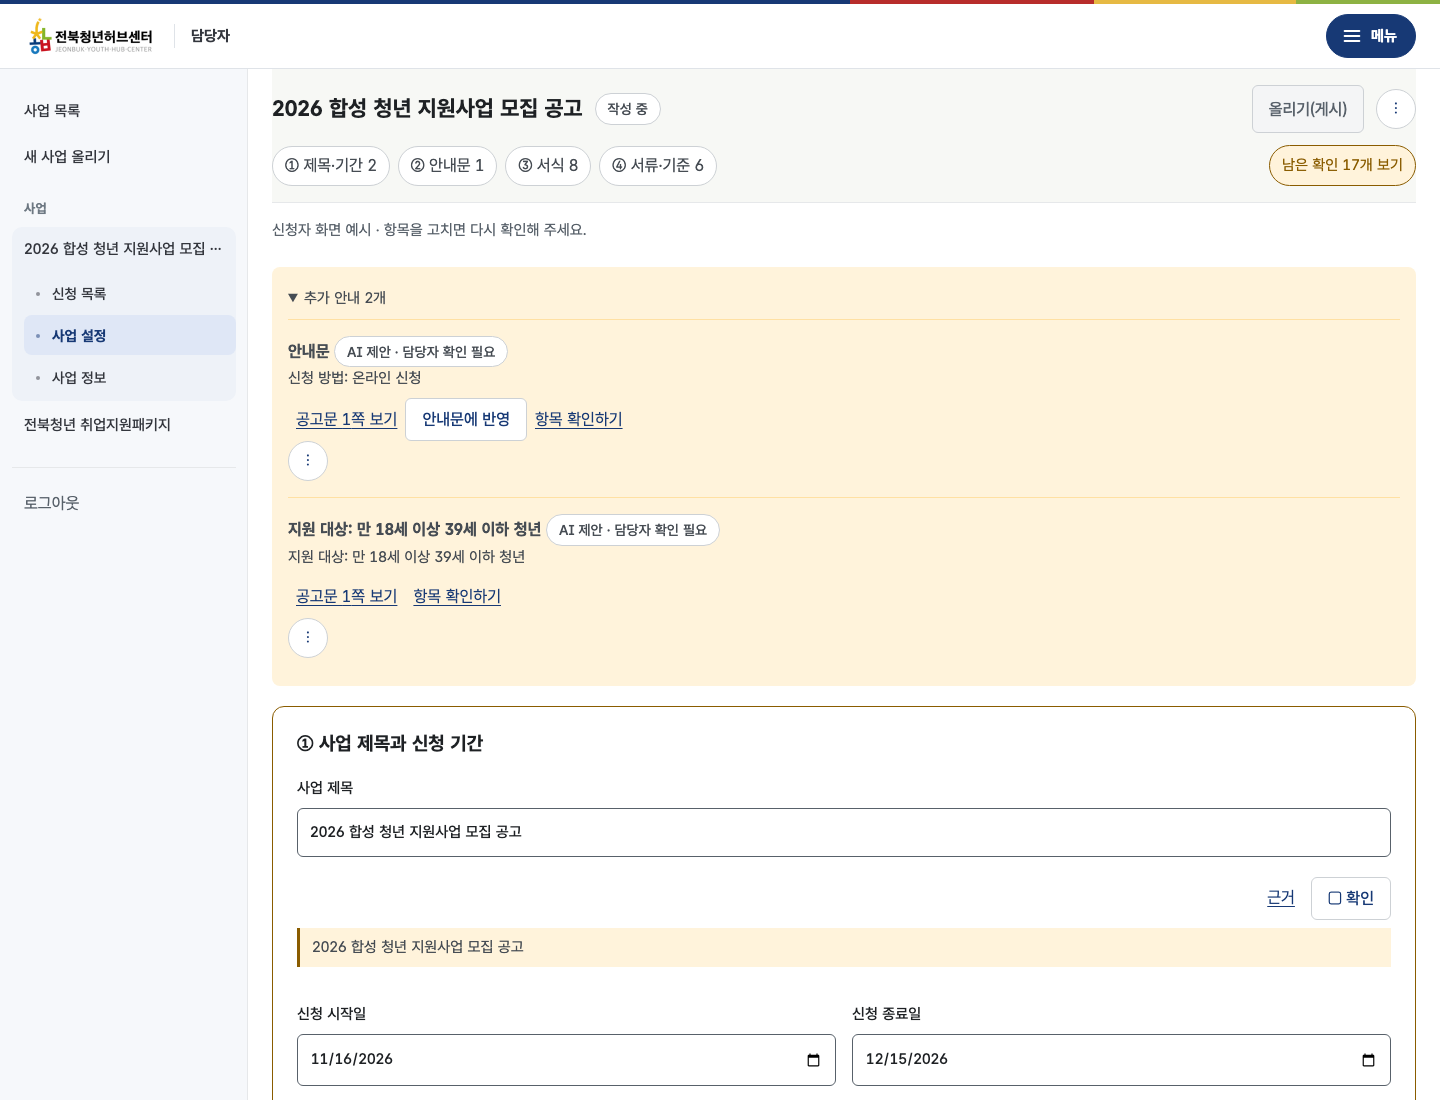 전북청년허브센터
JEONBUK·YOUTH·HUB·CENTER
담당자
메뉴
사업 목록
새 사업 올리기
사업
2026 합성 청년 지원사업 모집 ···
신청 목록
사업 설정
사업 정보
전북청년 취업지원패키지
로그아웃
2026 합성 청년 지원사업 모집 공고 작성 중
올리기(게시)
① 제목·기간 2 ② 안내문 1 ③ 서식 8 ④ 서류·기준 6
남은 확인 17개 보기
신청자 화면 예시 · 항목을 고치면 다시 확인해 주세요.
▼ 추가 안내 2개
안내문 AI 제안 · 담당자 확인 필요
신청 방법: 온라인 신청
공고문 1쪽 보기 안내문에 반영 항목 확인하기
지원 대상: 만 18세 이상 39세 이하 청년 AI 제안 · 담당자 확인 필요
지원 대상: 만 18세 이상 39세 이하 청년
공고문 1쪽 보기 항목 확인하기
① 사업 제목과 신청 기간
사업 제목
2026 합성 청년 지원사업 모집 공고
근거 ▢ 확인
2026 합성 청년 지원사업 모집 공고
신청 시작일 신청 종료일
11/16/2026 12/15/2026